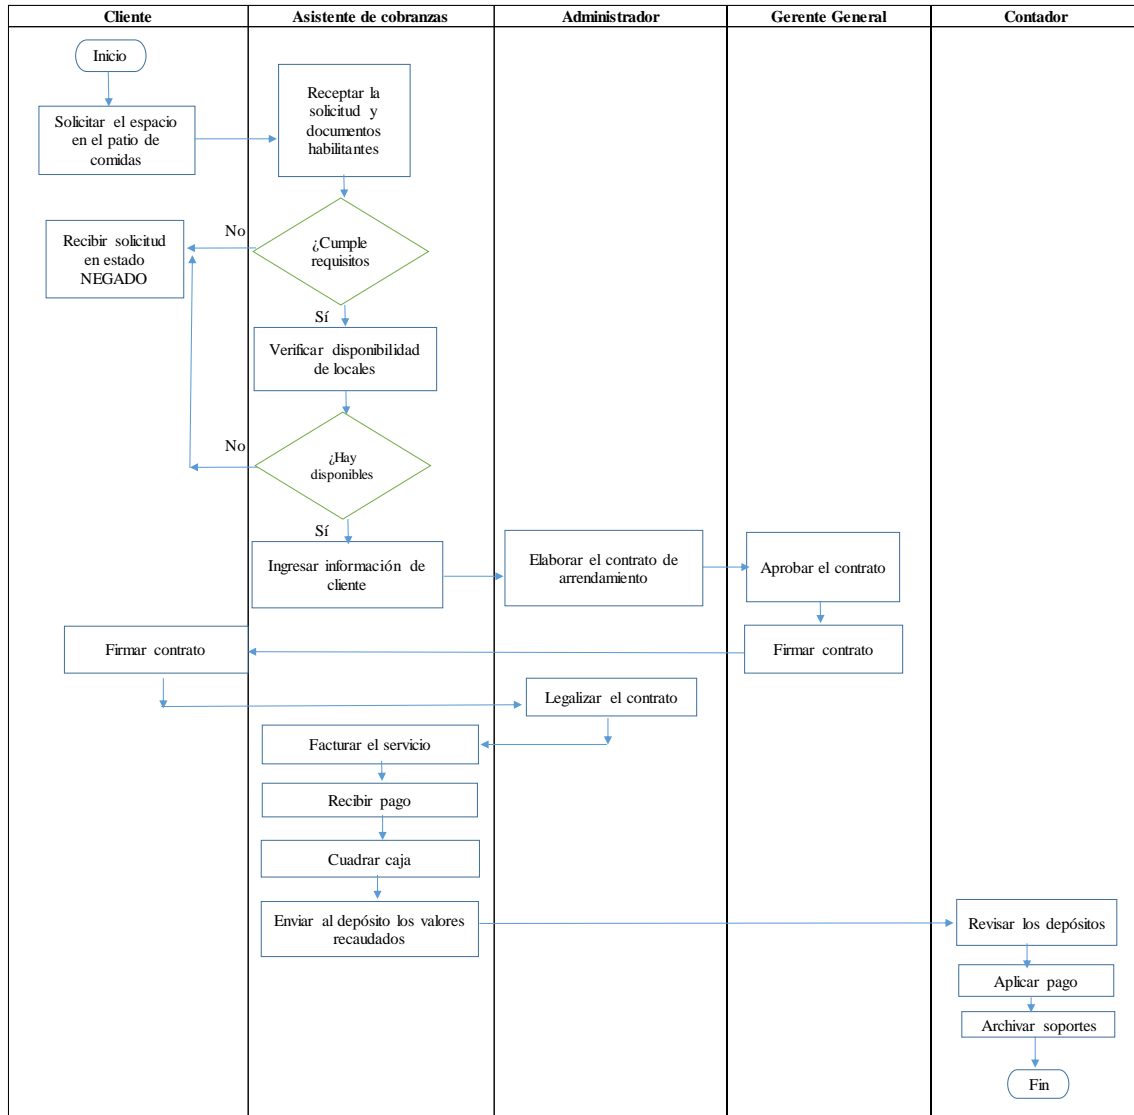 Cliente
Asistente de cobranzas
Administrador
Gerente General
Contador
Inicio
Solicitar el espacio
en el patio de
comidas
Receptar la
solicitud y
documentos
habilitantes
No
Recibir solicitud
en estado
NEGADO
¿Cumple
requisitos
Sí
Verificar disponibilidad
de locales
No
¿Hay
disponibles
Sí
Ingresar información de
cliente
Elaborar el contrato de
arrendamiento
Aprobar el contrato
Firmar contrato
Firmar contrato
Legalizar el contrato
Facturar el servicio
Recibir pago
Cuadrar caja
Enviar al depósito los valores
recaudados
Revisar los depósitos
Aplicar pago
Archivar soportes
Fin